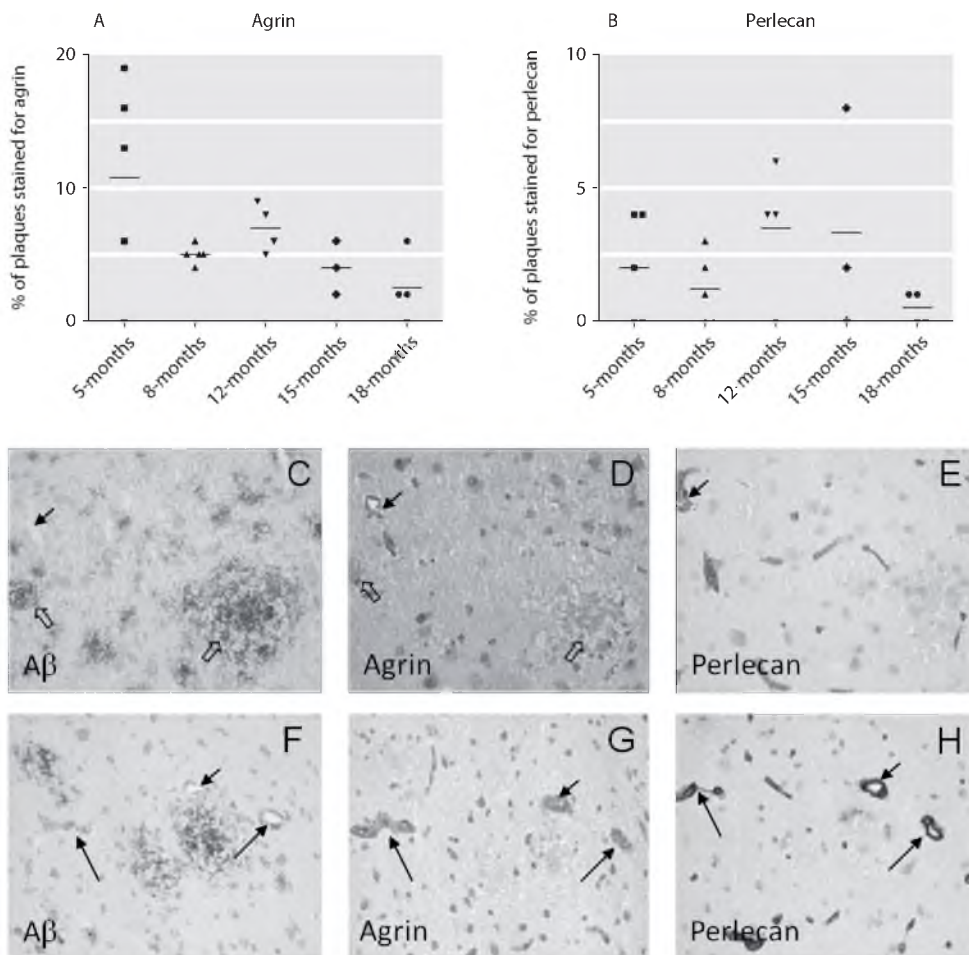 A Agrin
% of plaques stained for agrin
20
10
0
5-months
8-months
12-months
15-months
18-months
B Perlecan
% of plaques stained for perlecan
10
5
0
5-months
8-months
12-months
15-months
18-months
C
Aβ
D
Agrin
E
Perlecan
F
Aβ
G
Agrin
H
Perlecan